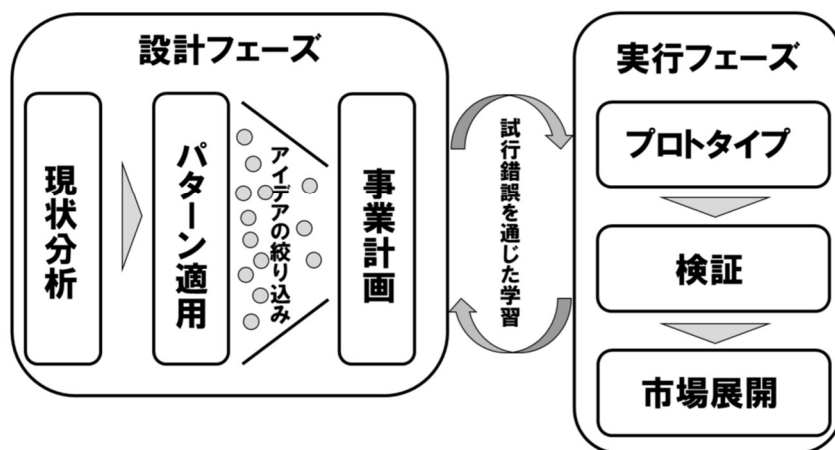 設計フェーズ
現状分析
パターン適用
アイデアの絞り込み
事業計画
試行錯誤を通じた学習
実行フェーズ
プロトタイプ
検証
市場展開